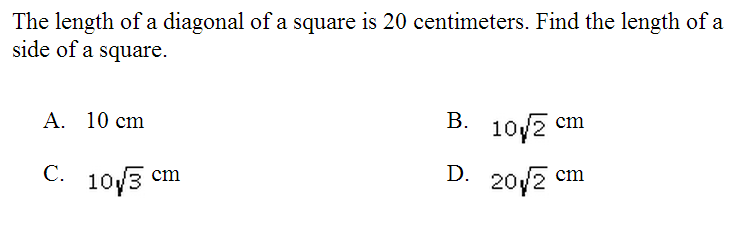 The length of a diagonal of a square is 20 centimeters. Find the length of a
side of a square.
A. 10 cm
B. 10√2 cm
C. 10√3 cm
D. 20√2 cm